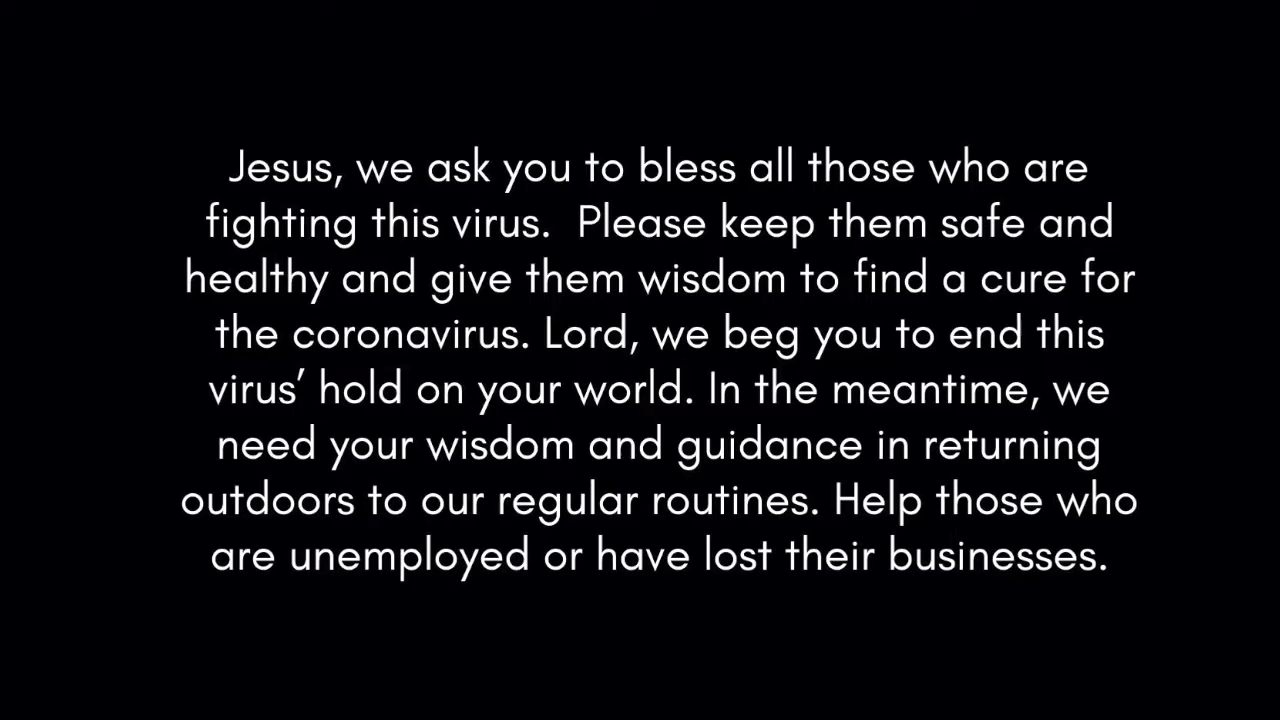 Jesus, we ask you to bless all those who are
fighting this virus.  Please keep them safe and
healthy and give them wisdom to find a cure for
the coronavirus. Lord, we beg you to end this
virus’ hold on your world. In the meantime, we
need your wisdom and guidance in returning
outdoors to our regular routines. Help those who
are unemployed or have lost their businesses.